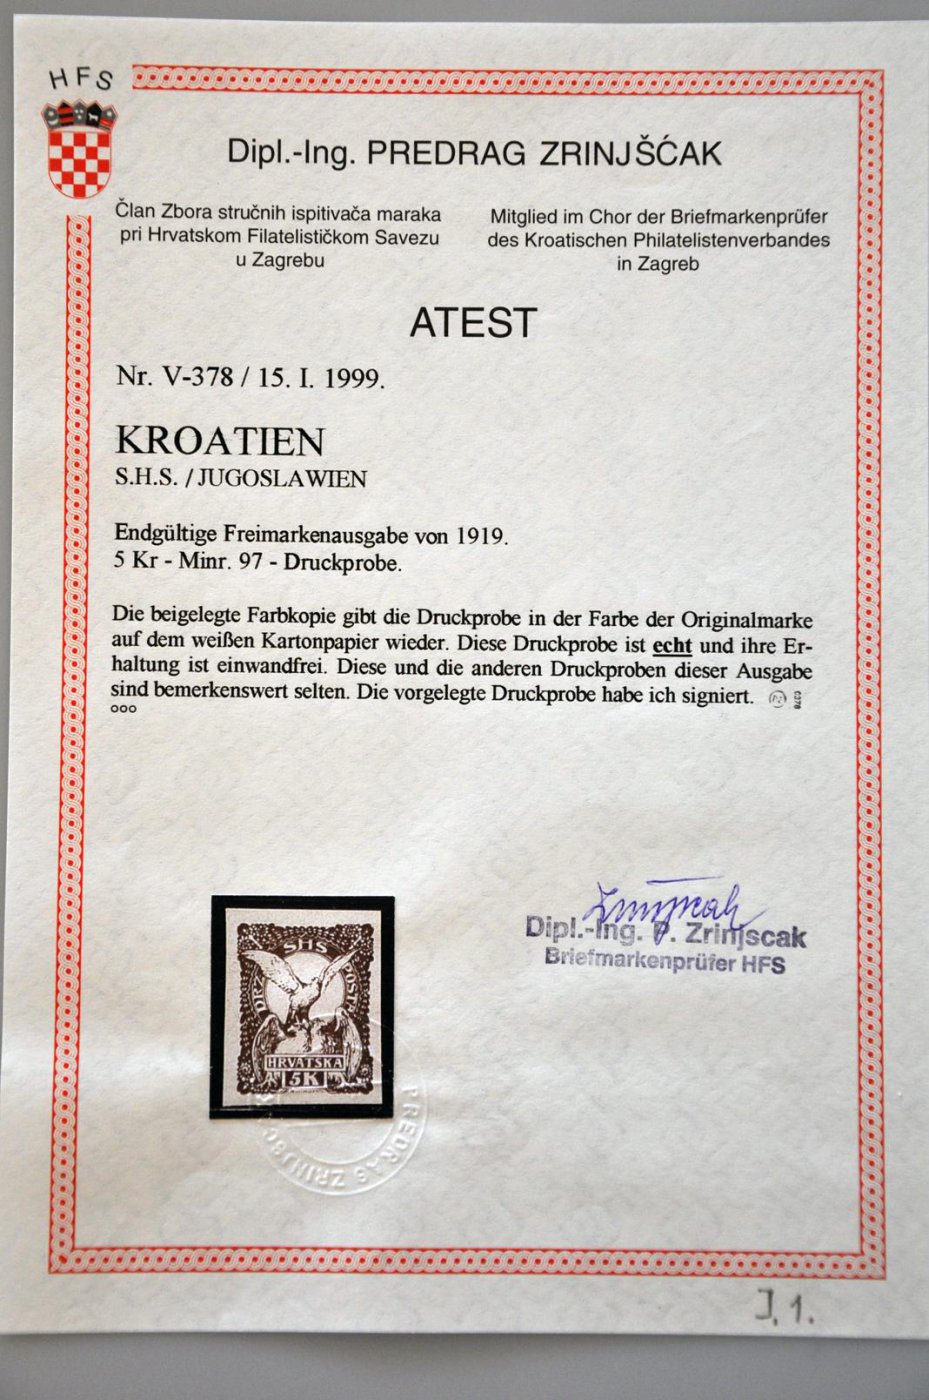 HFS
Dipl.-Ing. PREDRAG ZRINJŠĆAK
Član Zbora stručnih ispitivača maraka
pri Hrvatskom Filatelističkom Savezu
u Zagrebu
Mitglied im Chor der Briefmarkenprüfer
des Kroatischen Philatelistenverbandes
in Zagreb
ATEST
Nr. V-378 / 15. I. 1999.
KROATIEN
S.H.S. / JUGOSLAWIEN
Endgültige Freimarkenausgabe von 1919.
5 Kr - Minr. 97 - Druckprobe.
Die beigelegte Farbkopie gibt die Druckprobe in der Farbe der Originalmarke
auf dem weißen Kartonpapier wieder. Diese Druckprobe ist echt und ihre Er-
haltung ist einwandfrei. Diese und die anderen Druckproben dieser Ausgabe
sind bemerkenswert selten. Die vorgelegte Druckprobe habe ich signiert.
ooo
SHS
DRŽ. POŠTA
HRVATSKA
5K
Dipl.-Ing. P. Zrinjscak
Briefmarkenprüfer HFS
PREDRAG ZRINJSC
J. 1.